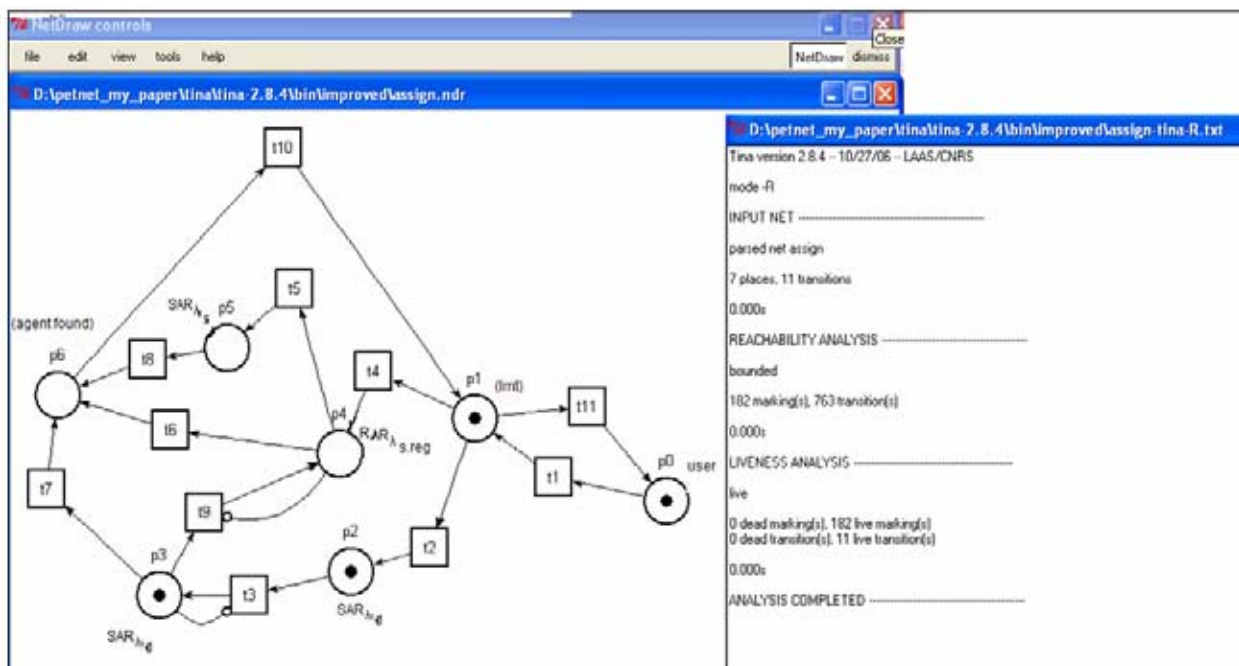 NetDraw controls
Close
file edit view tools help
NetDraw dismiss
D:\petnet_my_paper\tina\tina-2.8.4\bin\improved\assign.ndr
D:\petnet_my_paper\tina\tina-2.8.4\bin\improved\assign-tina-R.txt
t10
t5
SAR p5
(agent found)
p6
t8
t4
p1 (Imt)
t11
p4
s.reg
t6
p0 user
t1
t7
t9
p2
t2
p3
t3
SAR
SAR
Tina version 2.8.4 -- 10/27/06 -- LAAS/CNRS
mode -R
INPUT NET -------------------------------------------------
parsed net assign
7 places, 11 transitions
0.000s
REACHABILITY ANALYSIS --------------------------------------
bounded
182 marking(s), 763 transition(s)
0.000s
LIVENESS ANALYSIS ------------------------------------------
live
0 dead marking(s), 182 live marking(s)
0 dead transition(s), 11 live transition(s)
0.000s
ANALYSIS COMPLETED -----------------------------------------